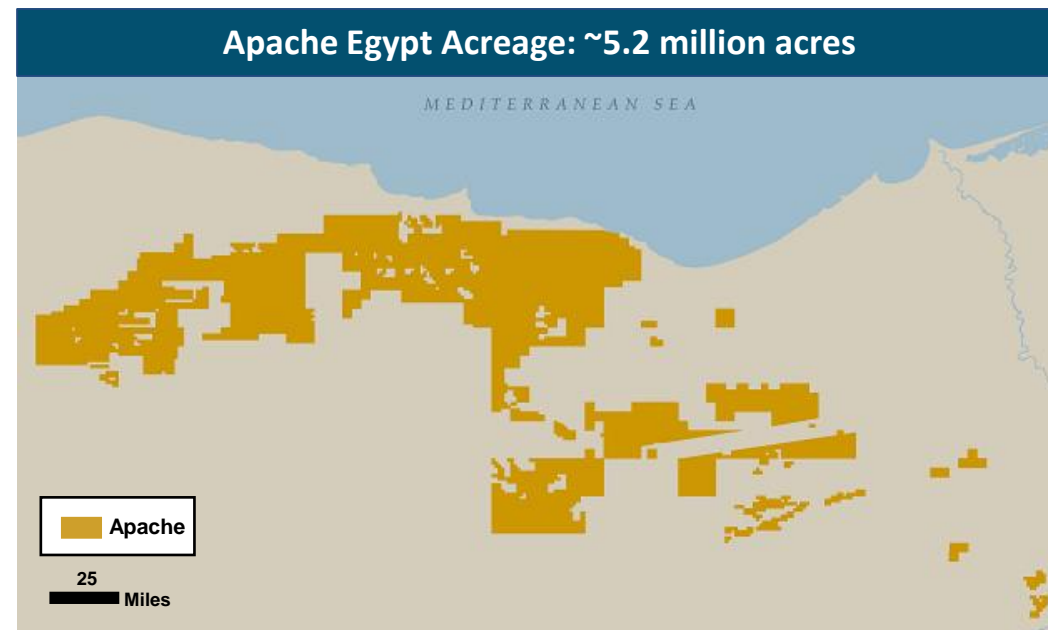 Apache Egypt Acreage: ~5.2 million acres
MEDITERRANEAN SEA
Apache
25
Miles